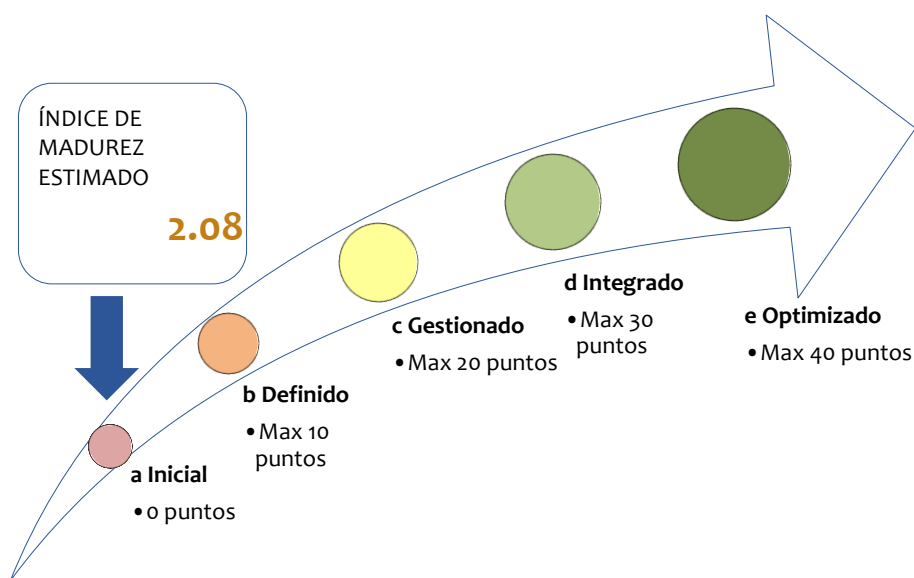 ÍNDICE DE
MADUREZ
ESTIMADO
2.08
a Inicial
•0 puntos
b Definido
•Max 10
puntos
c Gestionado
•Max 20 puntos
d Integrado
•Max 30
puntos
e Optimizado
•Max 40 puntos